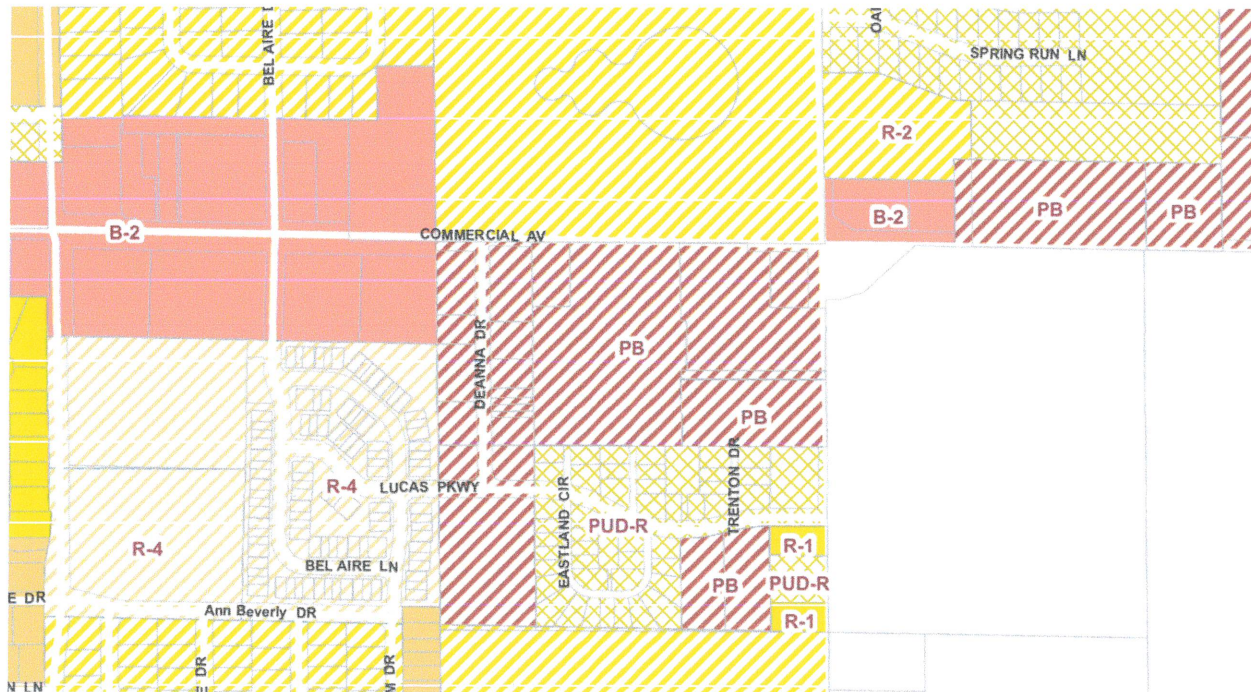 BEL AIRE
OAI
SPRING RUN LN
R-2
B-2
PB
PB
B-2
COMMERCIAL AV
DEANNA DR
PB
PB
TRENTON DR
R-4
LUCAS PKWY
EASTLAND CIR
PUD-R
R-1
R-4
BEL AIRE LN
PB
PUD-R
E DR
Ann Beverly DR
R-1
E DR
M DR
N LN